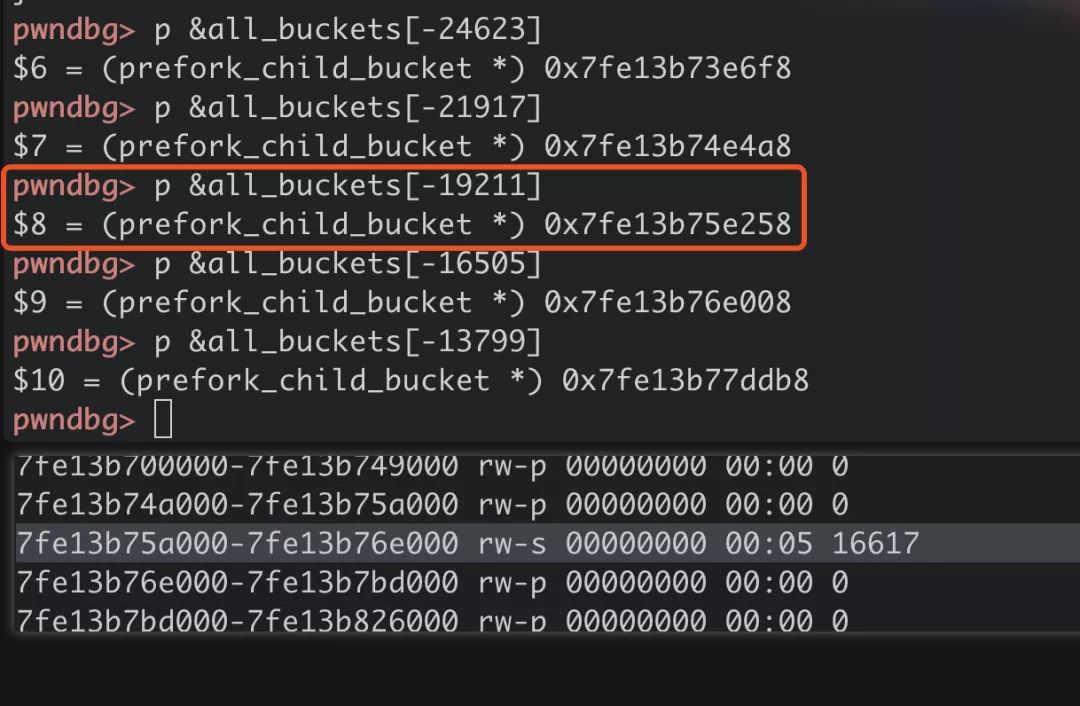 pwndbg> p &all_buckets[-24623]
$6 = (prefork_child_bucket *) 0x7fe13b73e6f8
pwndbg> p &all_buckets[-21917]
$7 = (prefork_child_bucket *) 0x7fe13b74e4a8
pwndbg> p &all_buckets[-19211]
$8 = (prefork_child_bucket *) 0x7fe13b75e258
pwndbg> p &all_buckets[-16505]
$9 = (prefork_child_bucket *) 0x7fe13b76e008
pwndbg> p &all_buckets[-13799]
$10 = (prefork_child_bucket *) 0x7fe13b77ddb8
pwndbg>
7fe13b700000-7fe13b749000 rw-p 00000000 00:00 0
7fe13b74a000-7fe13b75a000 rw-p 00000000 00:00 0
7fe13b75a000-7fe13b76e000 rw-s 00000000 00:05 16617
7fe13b76e000-7fe13b7bd000 rw-p 00000000 00:00 0
7fe13b7bd000-7fe13b826000 rw-p 00000000 00:00 0